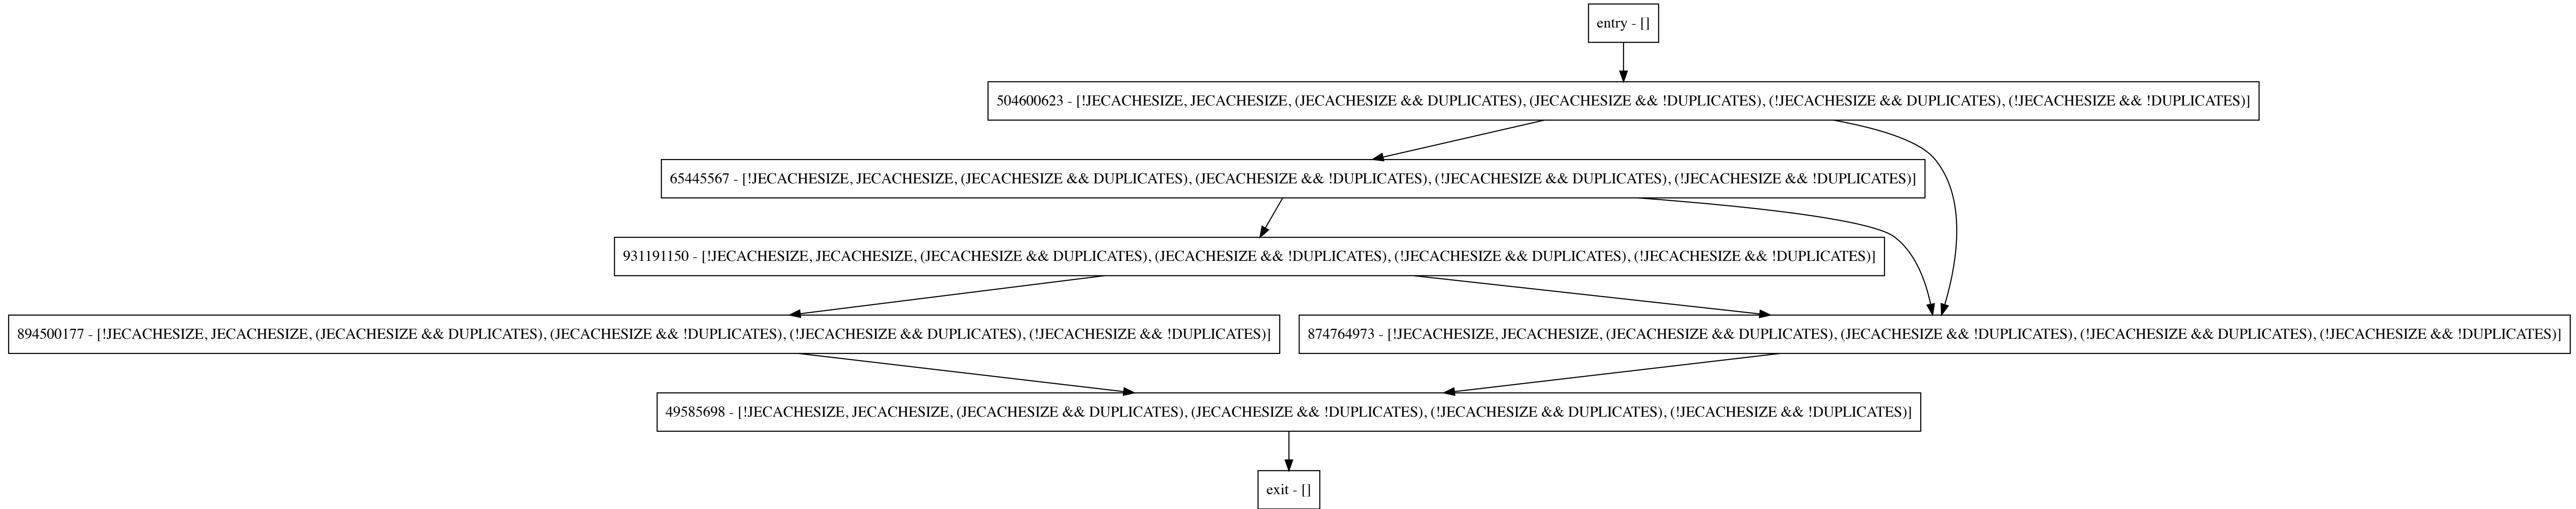 entry - []
504600623 - [!JECACHESIZE, JECACHESIZE, (JECACHESIZE && DUPLICATES), (JECACHESIZE && !DUPLICATES), (!JECACHESIZE && DUPLICATES), (!JECACHESIZE && !DUPLICATES)]
65445567 - [!JECACHESIZE, JECACHESIZE, (JECACHESIZE && DUPLICATES), (JECACHESIZE && !DUPLICATES), (!JECACHESIZE && DUPLICATES), (!JECACHESIZE && !DUPLICATES)]
931191150 - [!JECACHESIZE, JECACHESIZE, (JECACHESIZE && DUPLICATES), (JECACHESIZE && !DUPLICATES), (!JECACHESIZE && DUPLICATES), (!JECACHESIZE && !DUPLICATES)]
894500177 - [!JECACHESIZE, JECACHESIZE, (JECACHESIZE && DUPLICATES), (JECACHESIZE && !DUPLICATES), (!JECACHESIZE && DUPLICATES), (!JECACHESIZE && !DUPLICATES)]
874764973 - [!JECACHESIZE, JECACHESIZE, (JECACHESIZE && DUPLICATES), (JECACHESIZE && !DUPLICATES), (!JECACHESIZE && DUPLICATES), (!JECACHESIZE && !DUPLICATES)]
49585698 - [!JECACHESIZE, JECACHESIZE, (JECACHESIZE && DUPLICATES), (JECACHESIZE && !DUPLICATES), (!JECACHESIZE && DUPLICATES), (!JECACHESIZE && !DUPLICATES)]
exit - []